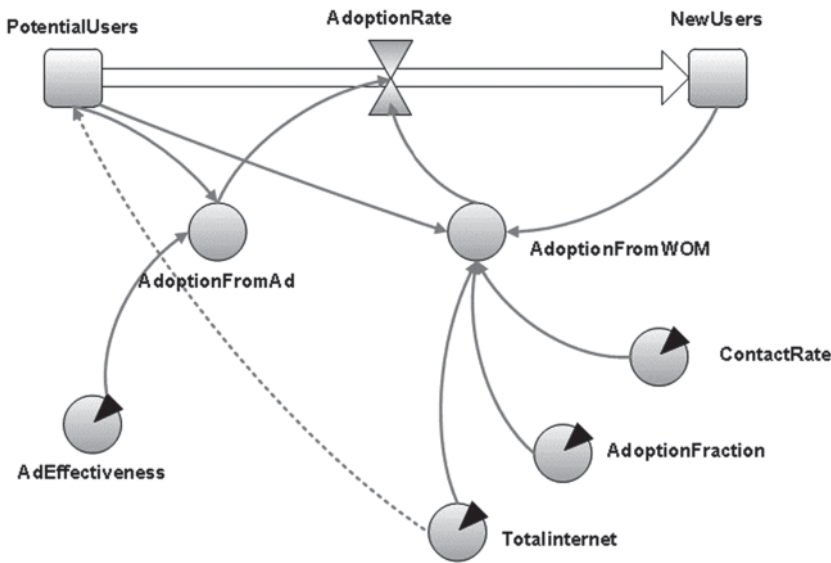 PotentialUsers
AdoptionRate
NewUsers
AdoptionFromAd
AdoptionFromWOM
ContactRate
AdEffectiveness
AdoptionFraction
Totalinternet